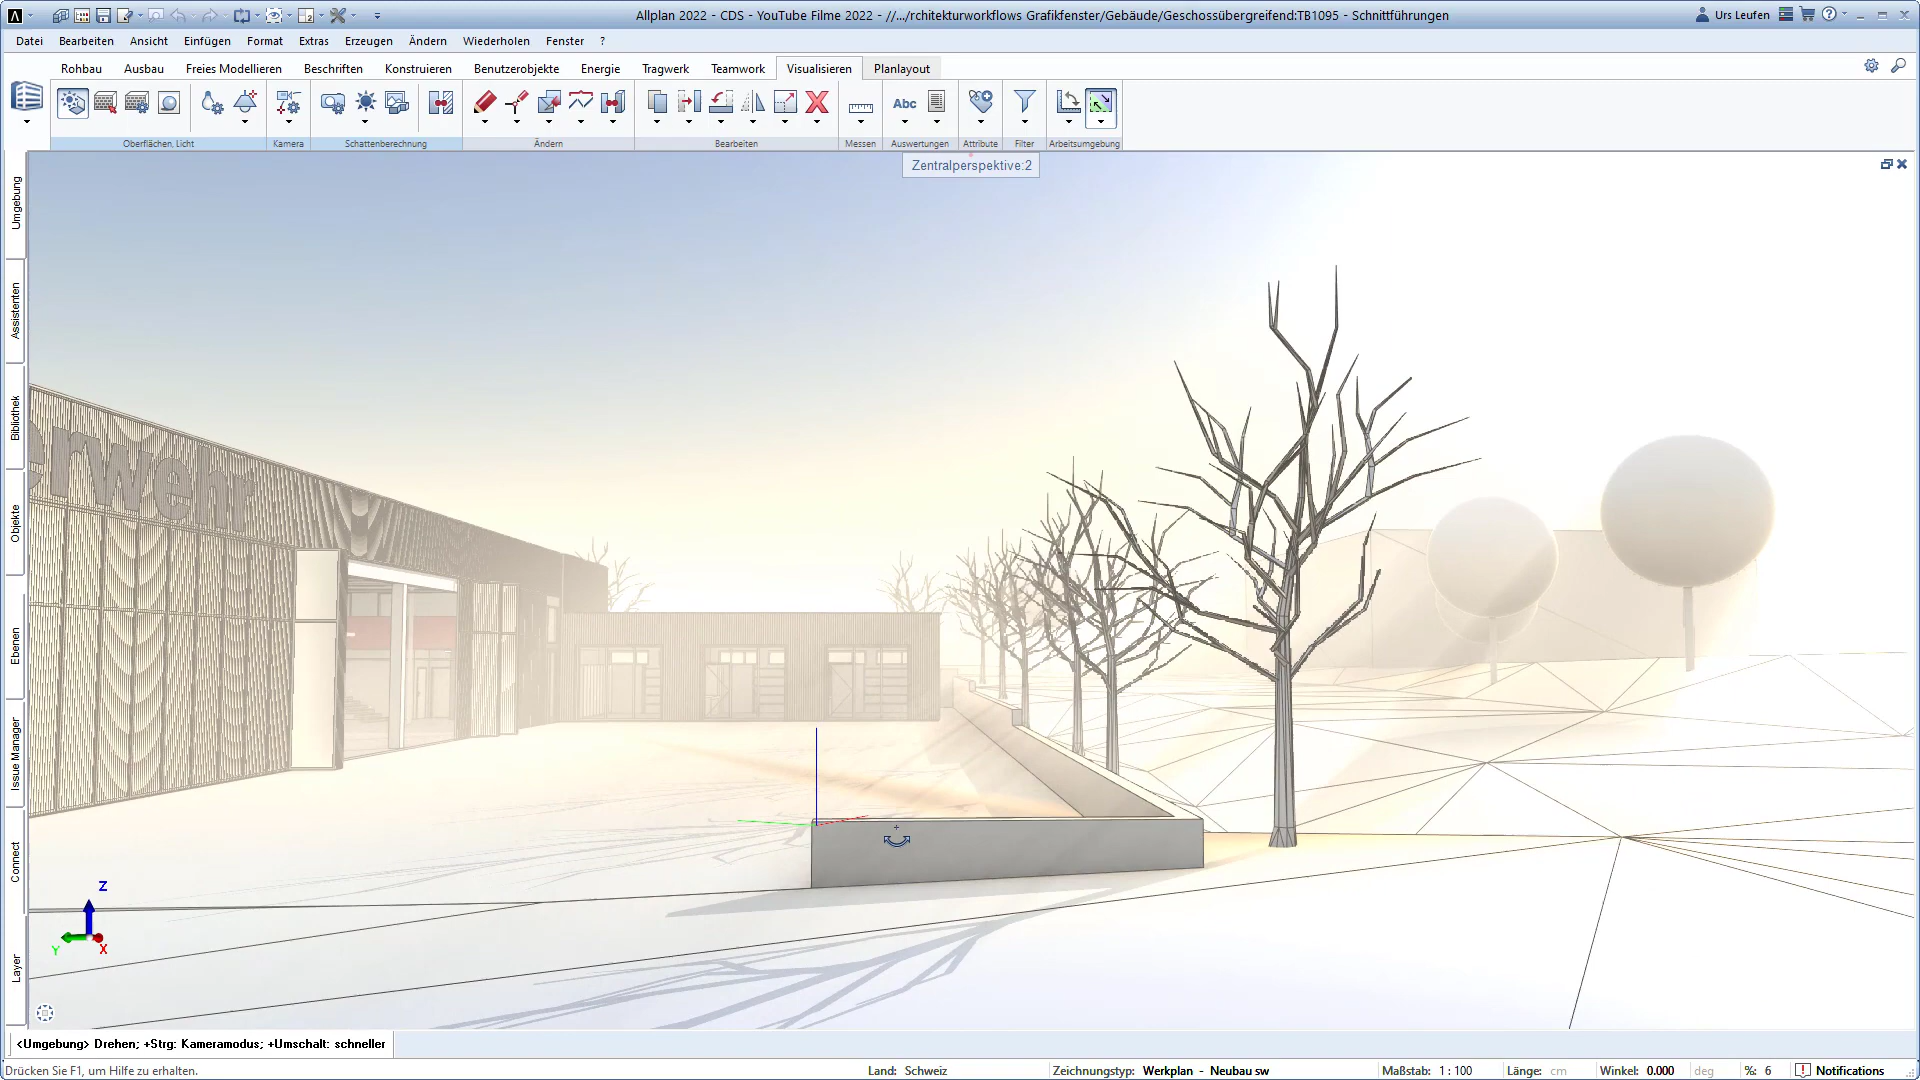 Allplan 2022 - CDS - YouTube Filme 2022 - //.../rchitekturworkflows Grafikfenster/Gebäude/Geschossübergreifend:TB1095 - Schnittführungen
Urs Leufen
Datei Bearbeiten Ansicht Einfügen Format Extras Erzeugen Ändern Wiederholen Fenster ?
Rohbau Ausbau Freies Modellieren Beschriften Konstruieren Benutzerobjekte Energie Tragwerk Teamwork Visualisieren Planlayout
Abc
Oberflächen, Licht Kamera Schattenberechnung Ändern Bearbeiten Messen Auswertungen Attribute Filter Arbeitsumgebung
Zentralperspektive:2
Umgebung
Assistenten
Bibliothek
Objekte
Ebenen
Issue Manager
Connect
Layer
erwehr
Z
Y
X
<Umgebung> Drehen; +Strg: Kameramodus; +Umschalt: schneller
Drücken Sie F1, um Hilfe zu erhalten.
Land: Schweiz
Zeichnungstyp: Werkplan - Neubau sw
Maßstab: 1 : 100
Länge: cm
Winkel: 0.000 deg
%: 6
Notifications